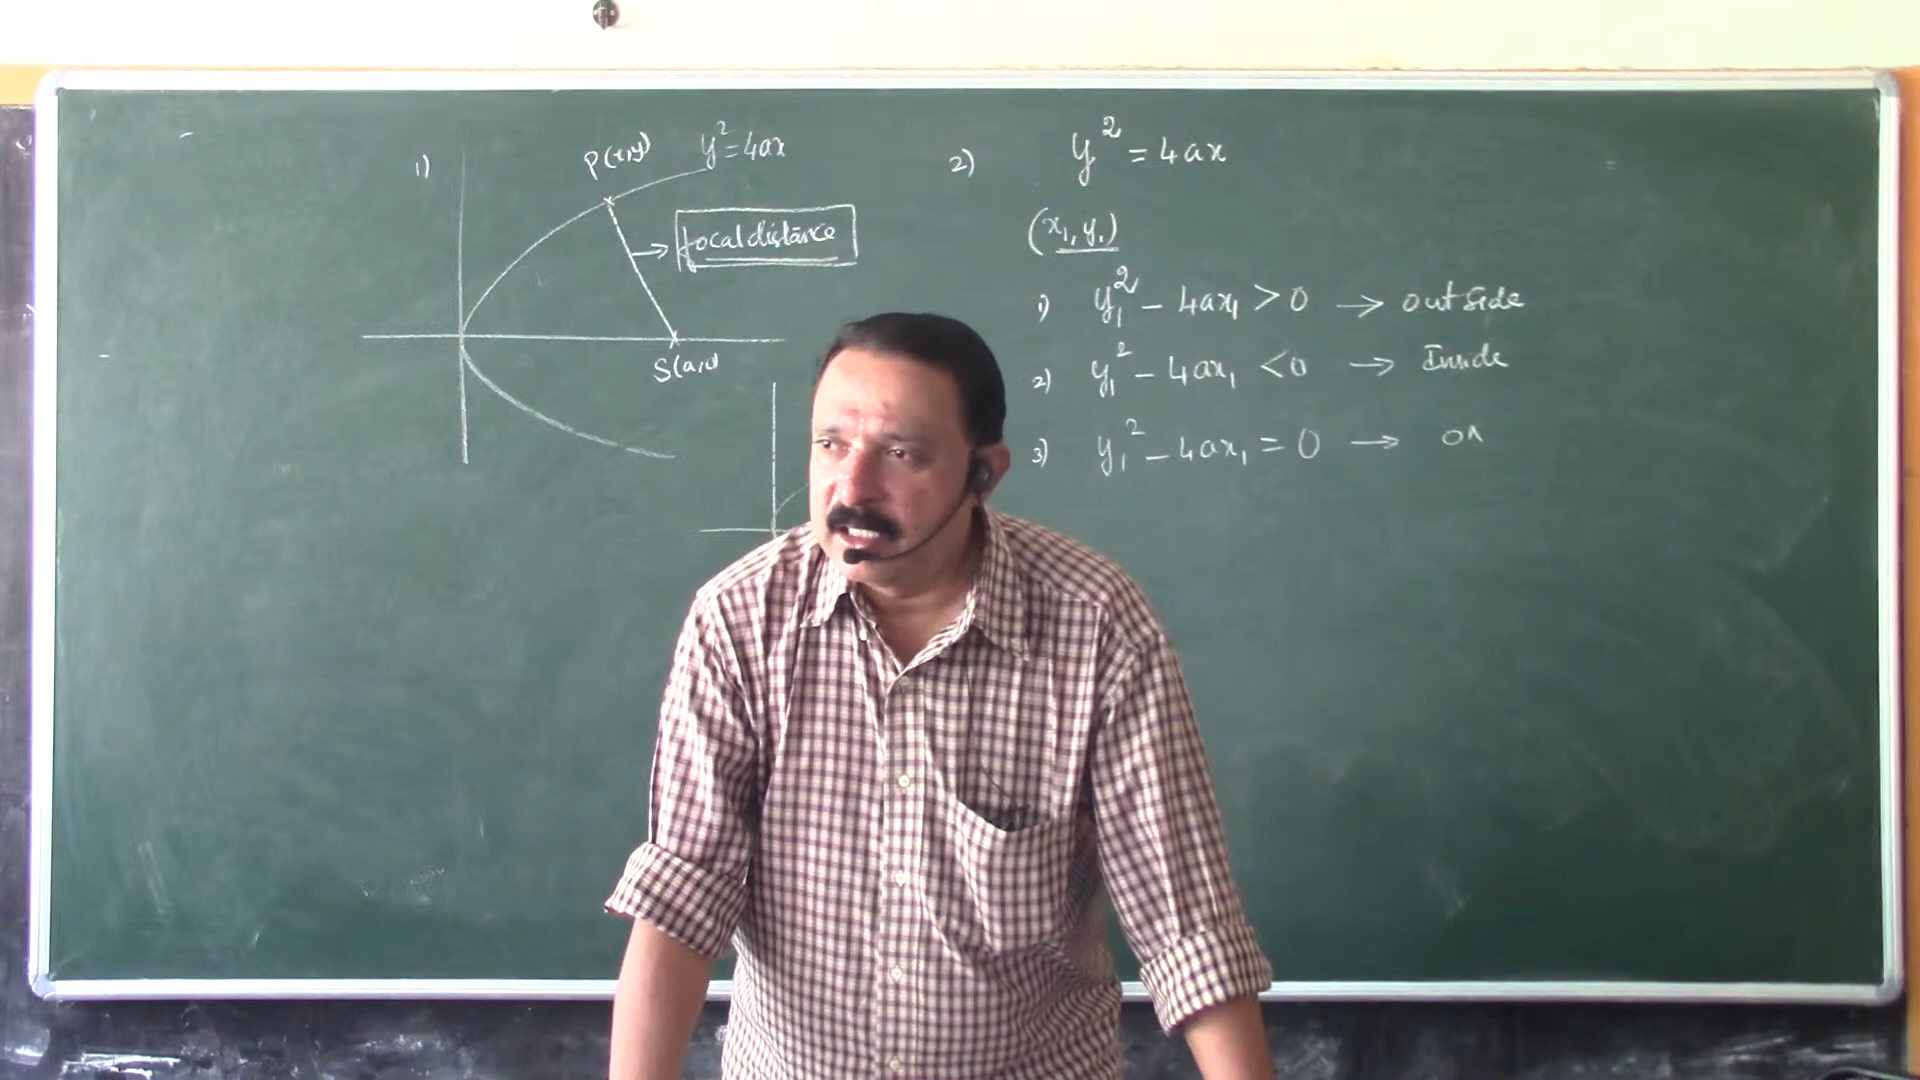 1)
P(x,y) y² = 4ax
focal distance
S(a,0)
2) y² = 4ax
(x₁, y₁)
1) y₁² - 4ax₁ > 0 → outside
2) y₁² - 4ax₁ < 0 → Inside
3) y₁² - 4ax₁ = 0 → on